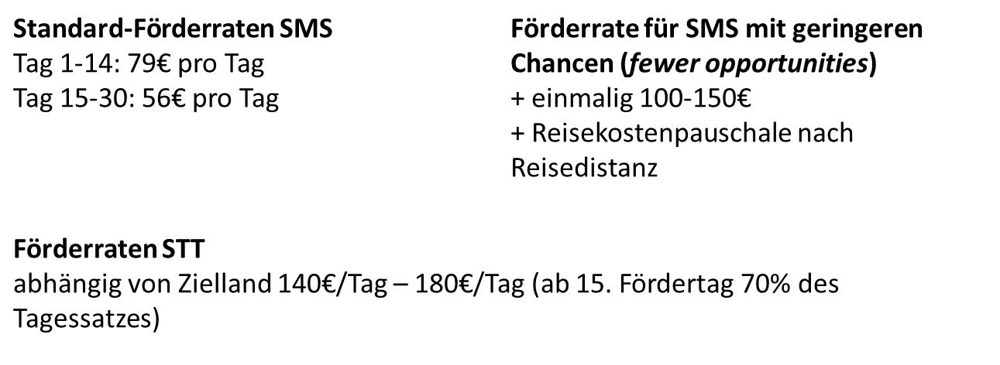 Standard-Förderraten SMS
Tag 1-14: 79€ pro Tag
Tag 15-30: 56€ pro Tag
Förderrate für SMS mit geringeren
Chancen (fewer opportunities)
+ einmalig 100-150€
+ Reisekostenpauschale nach
Reisedistanz
Förderraten STT
abhängig von Zielland 140€/Tag – 180€/Tag (ab 15. Fördertag 70% des
Tagessatzes)